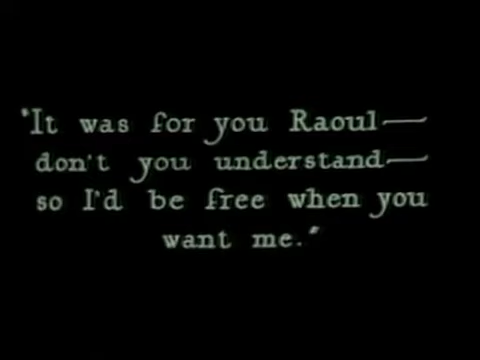 "It was for you Raoul—
don't you understand—
so I'd be free when you
want me."